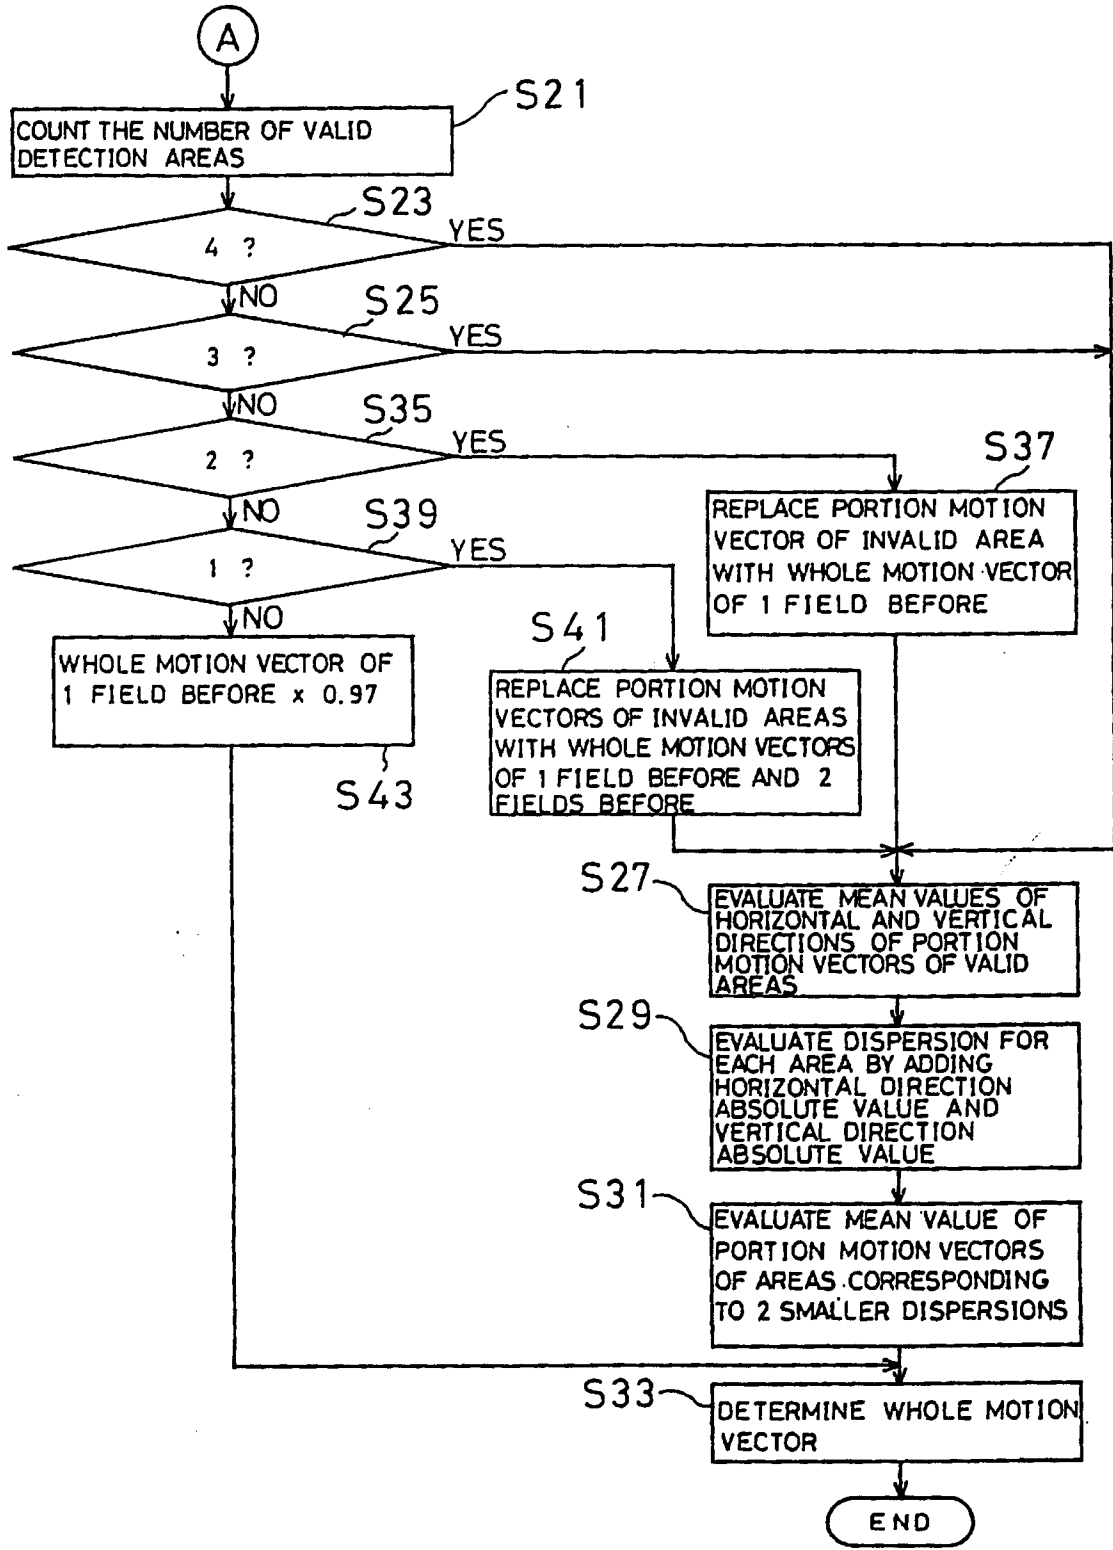 A
S21
COUNT THE NUMBER OF VALID
DETECTION AREAS
S23
4 ?
YES
NO
S25
3 ?
YES
NO
S35
2 ?
YES
NO
S37
REPLACE PORTION MOTION
VECTOR OF INVALID AREA
WITH WHOLE MOTION VECTOR
OF 1 FIELD BEFORE
S39
1 ?
YES
NO
S41
REPLACE PORTION MOTION
VECTORS OF INVALID AREAS
WITH WHOLE MOTION VECTORS
OF 1 FIELD BEFORE AND 2
FIELDS BEFORE
WHOLE MOTION VECTOR OF
1 FIELD BEFORE x 0.97
S43
S27
EVALUATE MEAN VALUES OF
HORIZONTAL AND VERTICAL
DIRECTIONS OF PORTION
MOTION VECTORS OF VALID
AREAS
S29
EVALUATE DISPERSION FOR
EACH AREA BY ADDING
HORIZONTAL DIRECTION
ABSOLUTE VALUE AND
VERTICAL DIRECTION
ABSOLUTE VALUE
S31
EVALUATE MEAN VALUE OF
PORTION MOTION VECTORS
OF AREAS CORRESPONDING
TO 2 SMALLER DISPERSIONS
S33
DETERMINE WHOLE MOTION
VECTOR
END